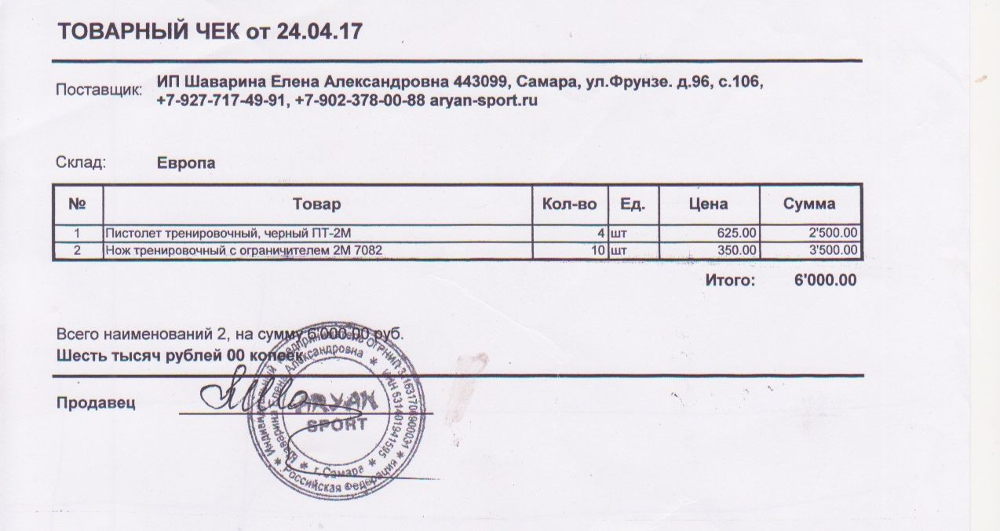 ТОВАРНЫЙ ЧЕК от 24.04.17
Поставщик: ИП Шаварина Елена Александровна 443099, Самара, ул.Фрунзе. д.96, с.106,
+7-927-717-49-91, +7-902-378-00-88 aryan-sport.ru
Склад: Европа
№ Товар Кол-во Ед. Цена Сумма
1 Пистолет тренировочный, черный ПТ-2М 4 шт 625.00 2'500.00
2 Нож тренировочный с ограничителем 2М 7082 10 шт 350.00 3'500.00
Итого: 6'000.00
Всего наименований 2, на сумму 6'000.00 руб.
Шесть тысяч рублей 00 копеек
Продавец
Индивидуальный предприниматель ОГРНИП
Российская Федерация
Шаварина Елена Александровна
ИНН 631401941595
г. Самара
ARYAN
SPORT